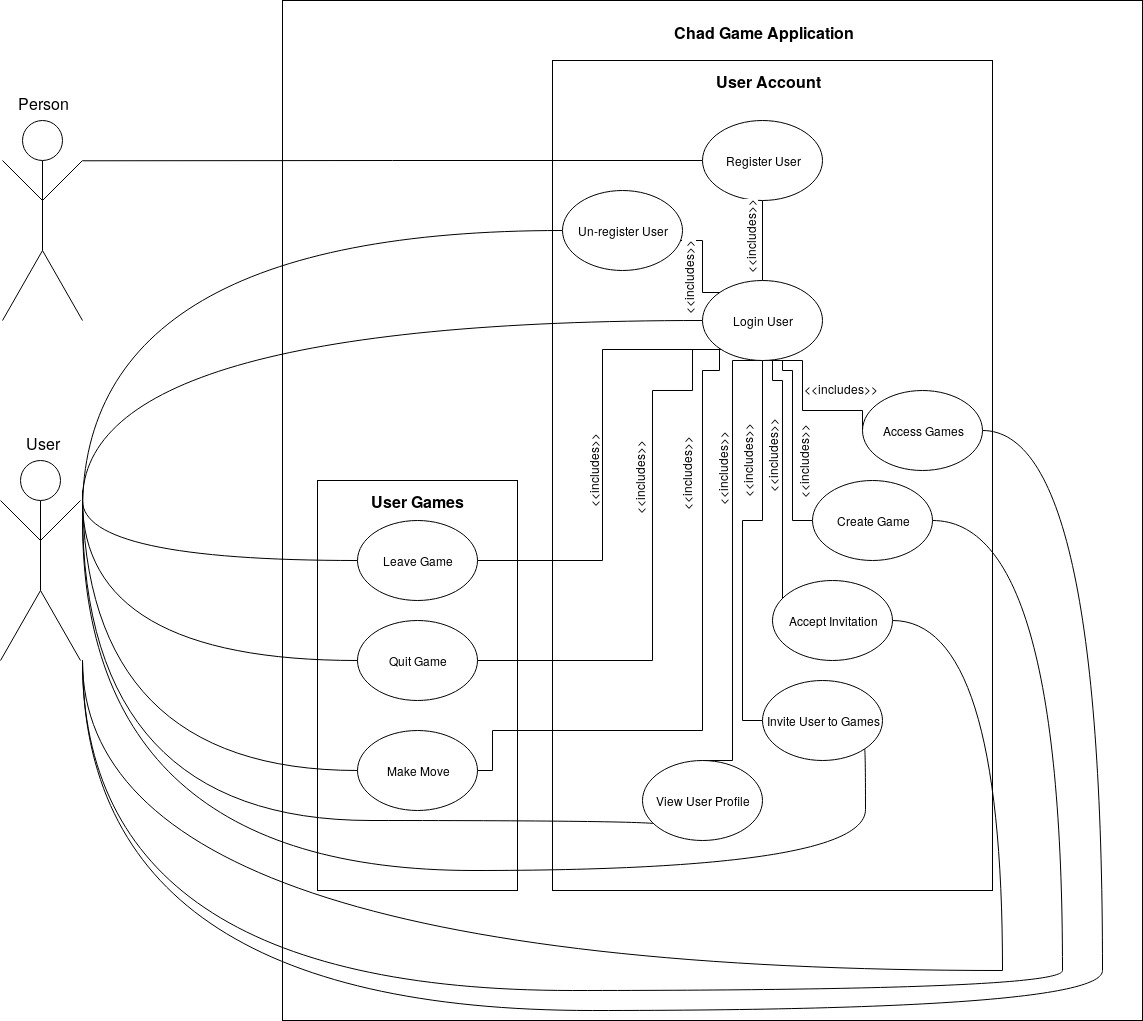 Chad Game Application
User Account
Person
Register User
<<includes>>
Un-register User
<<includes>>
Login User
<<includes>>
Access Games
User
<<includes>>
<<includes>>
<<includes>>
<<includes>>
<<includes>>
<<includes>>
<<includes>>
User Games
Create Game
Leave Game
Accept Invitation
Quit Game
Invite User to Games
Make Move
View User Profile